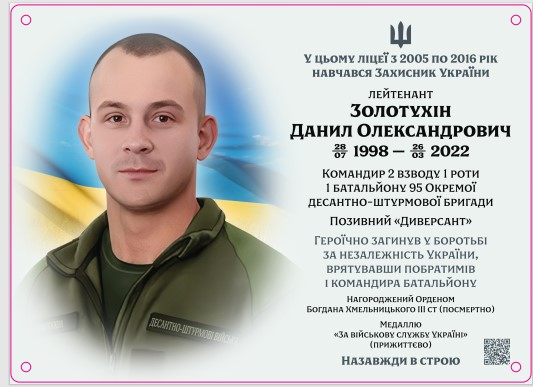 У цьому ліцеї з 2005 по 2016 рік
навчався Захисник України
лейтенант
Золотухін
Данил Олександрович
28/07 1998 — 26/03 2022
Командир 2 взводу 1 роти
1 батальйону 95 Окремої
десантно-штурмової бригади
Позивний «Диверсант»
Героїчно загинув у боротьбі
за незалежність України,
врятувавши побратимів
і командира батальйону
Нагороджений Орденом
Богдана Хмельницького III ст (посмертно)
Медаллю
«За військову службу Україні»
(прижиттєво)
Назавжди в строю
ДЕСАНТНО-ШТУРМОВІ